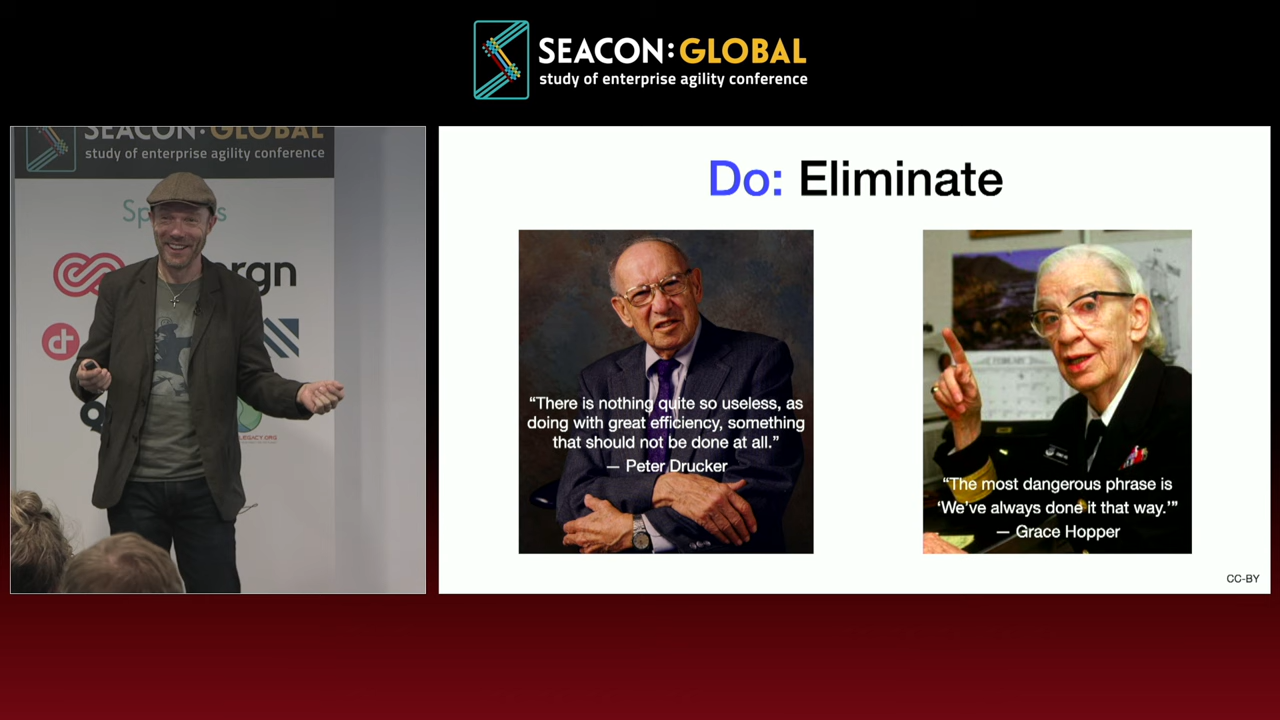 SEACON:GLOBAL
study of enterprise agility conference
SEACON:GLOBAL
study of enterprise agility conference
Do: Eliminate
“There is nothing quite so useless, as
doing with great efficiency, something
that should not be done at all.”
— Peter Drucker
“The most dangerous phrase is
‘We’ve always done it that way.’”
— Grace Hopper
CC-BY